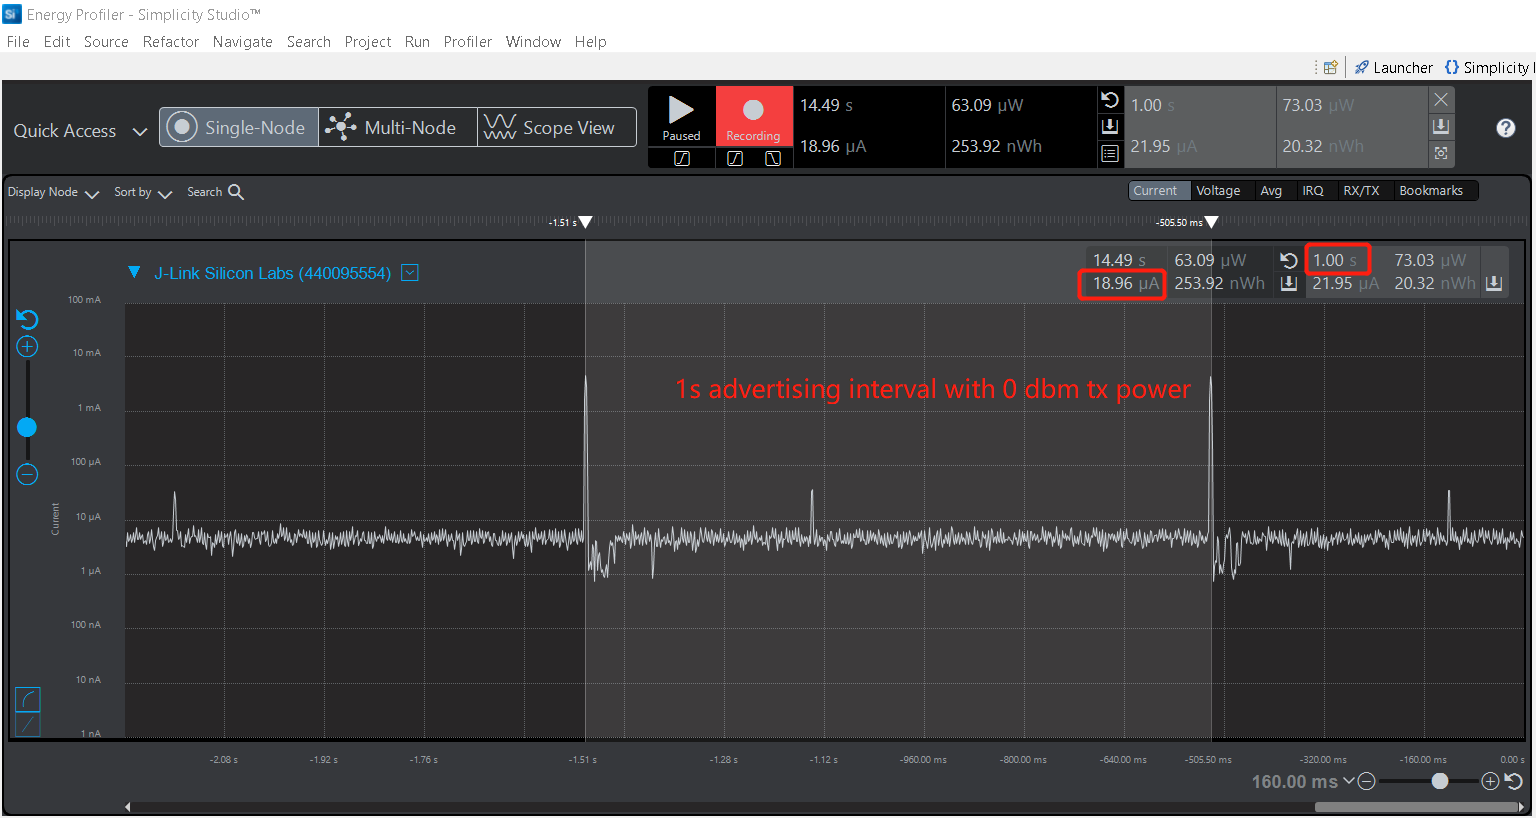 Si Energy Profiler - Simplicity Studio™
File Edit Source Refactor Navigate Search Project Run Profiler Window Help
Launcher {} Simplicity I
Quick Access Single-Node Multi-Node Scope View
Paused Recording
14.49 s 63.09 µW 1.00 s 73.03 µW
18.96 µA 253.92 nWh 21.95 µA 20.32 nWh
?
Display Node Sort by Search Current Voltage Avg IRQ RX/TX Bookmarks
-1.51 s -505.50 ms
J-Link Silicon Labs (440095554)
14.49 s 63.09 µW 1.00 s 73.03 µW
18.96 µA 253.92 nWh 21.95 µA 20.32 nWh
100 mA
10 mA
1s advertising interval with 0 dbm tx power
1 mA
100 µA
Current
10 µA
1 µA
100 nA
10 nA
1 nA
-2.08 s -1.92 s -1.76 s -1.51 s -1.28 s -1.12 s -960.00 ms -800.00 ms -640.00 ms -505.50 ms -320.00 ms -160.00 ms 0.00 s
160.00 ms